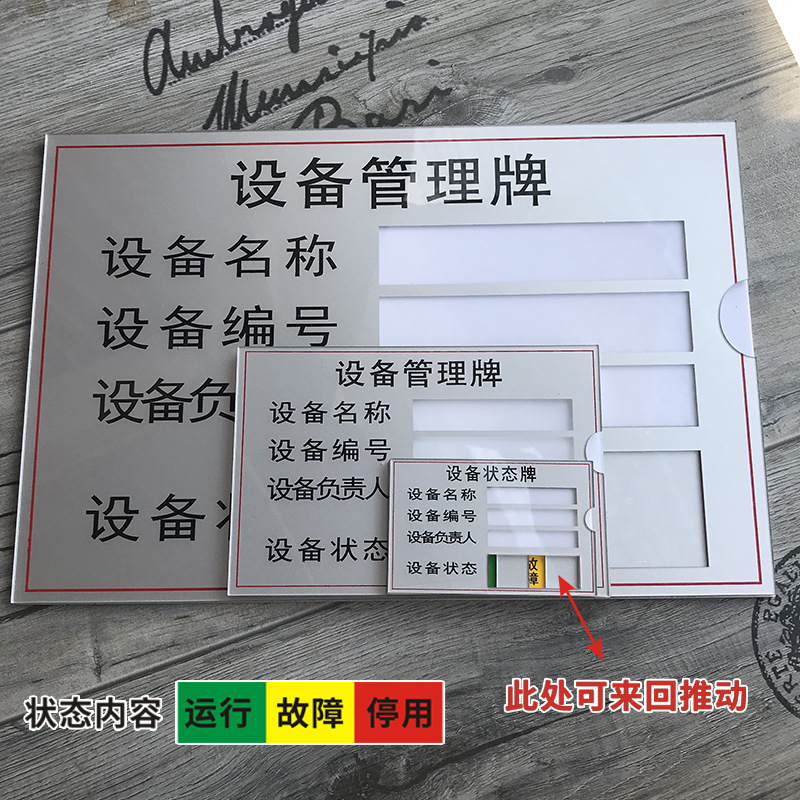 Bari
设备管理牌
设备名称
设备编号
设备负
设备
设备管理牌
设备名称
设备编号
设备负责人
设备状态
设备状态牌
设备名称
设备编号
设备负责人
设备状态
故障
此处可来回推动
状态内容 运行 故障 停用